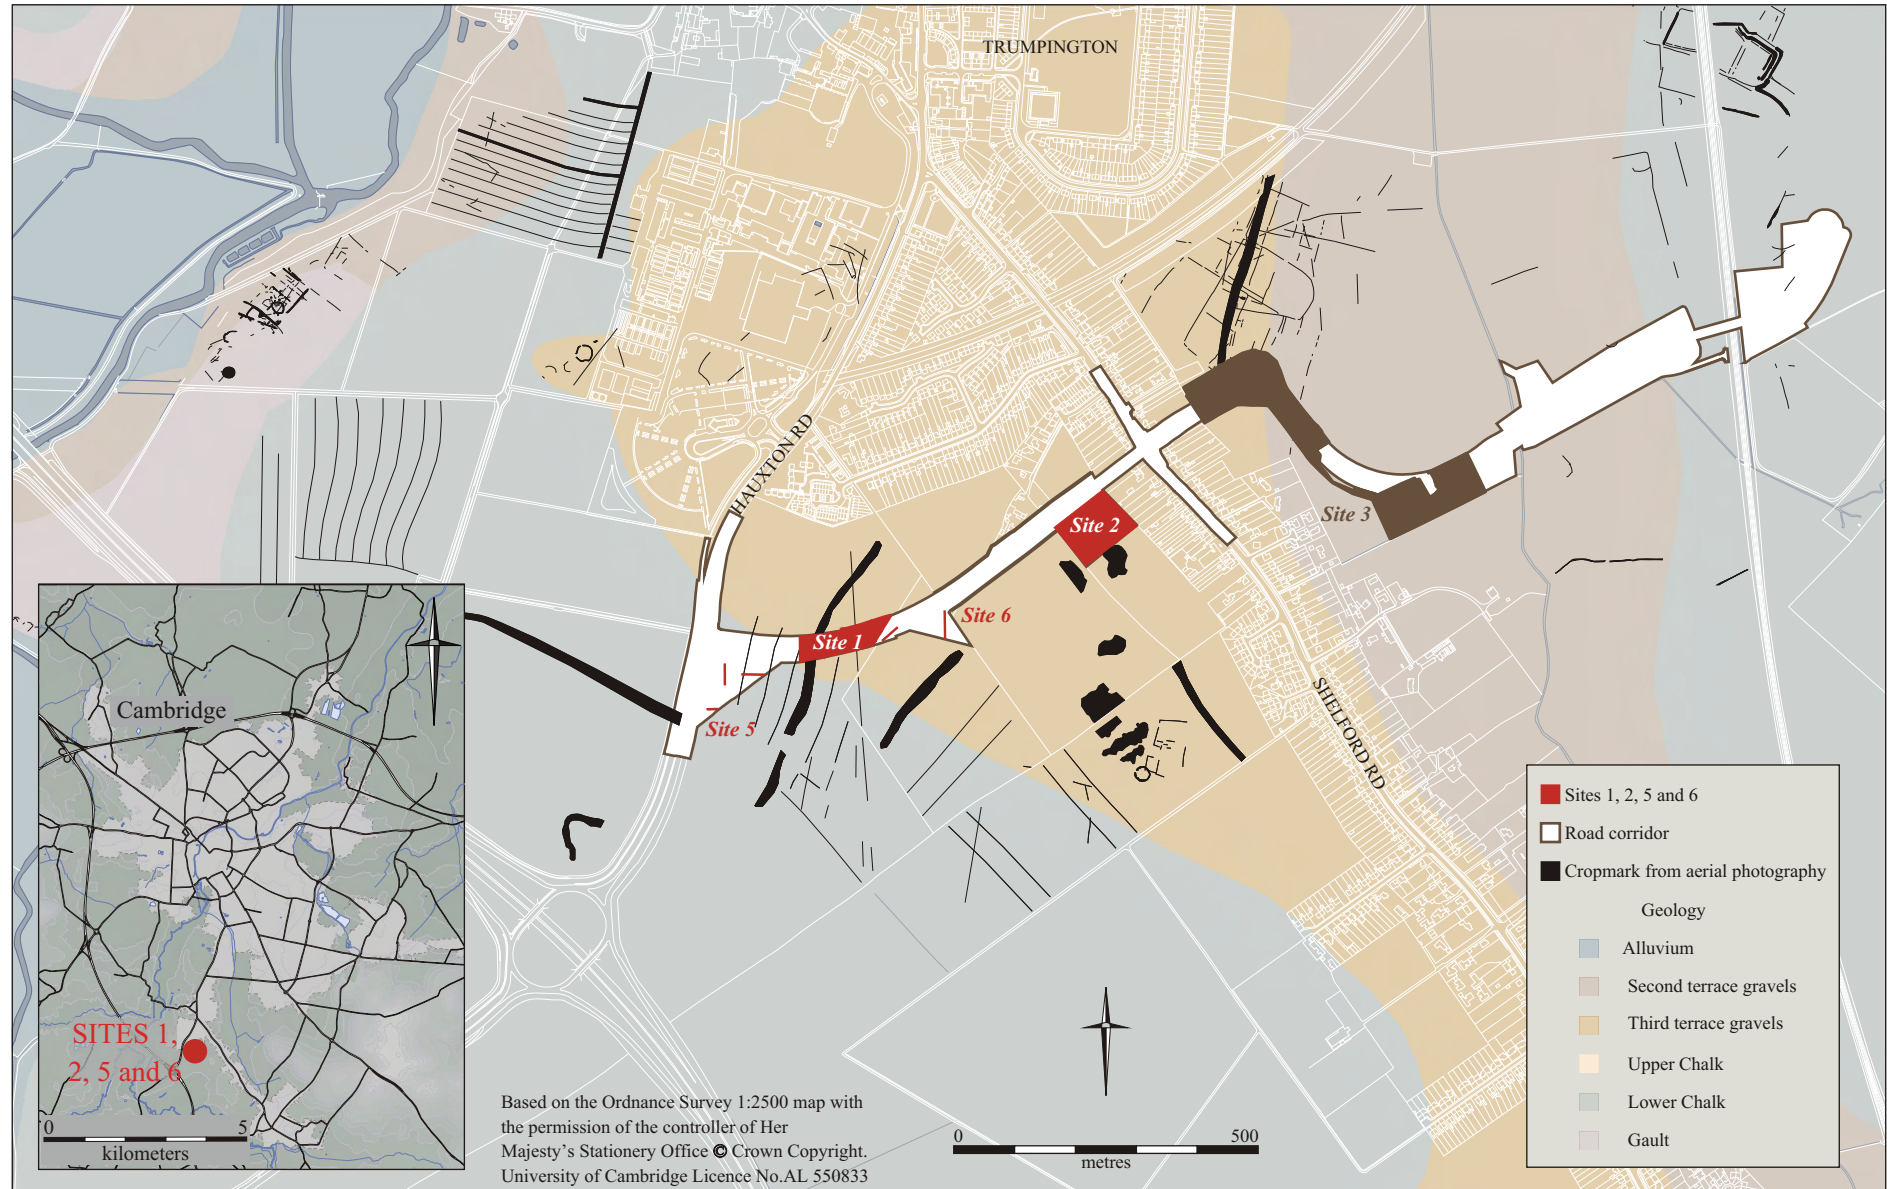 TRUMPINGTON
HAUXTON RD
Site 3
Site 2
Site 6
Site 1
Site 5
SHELFORD RD
Cambridge
SITES 1,
2, 5 and 6
0 5
kilometers
Based on the Ordnance Survey 1:2500 map with
the permission of the controller of Her
Majesty's Stationery Office © Crown Copyright.
University of Cambridge Licence No.AL 550833
0 500
metres
Sites 1, 2, 5 and 6
Road corridor
Cropmark from aerial photography
Geology
Alluvium
Second terrace gravels
Third terrace gravels
Upper Chalk
Lower Chalk
Gault